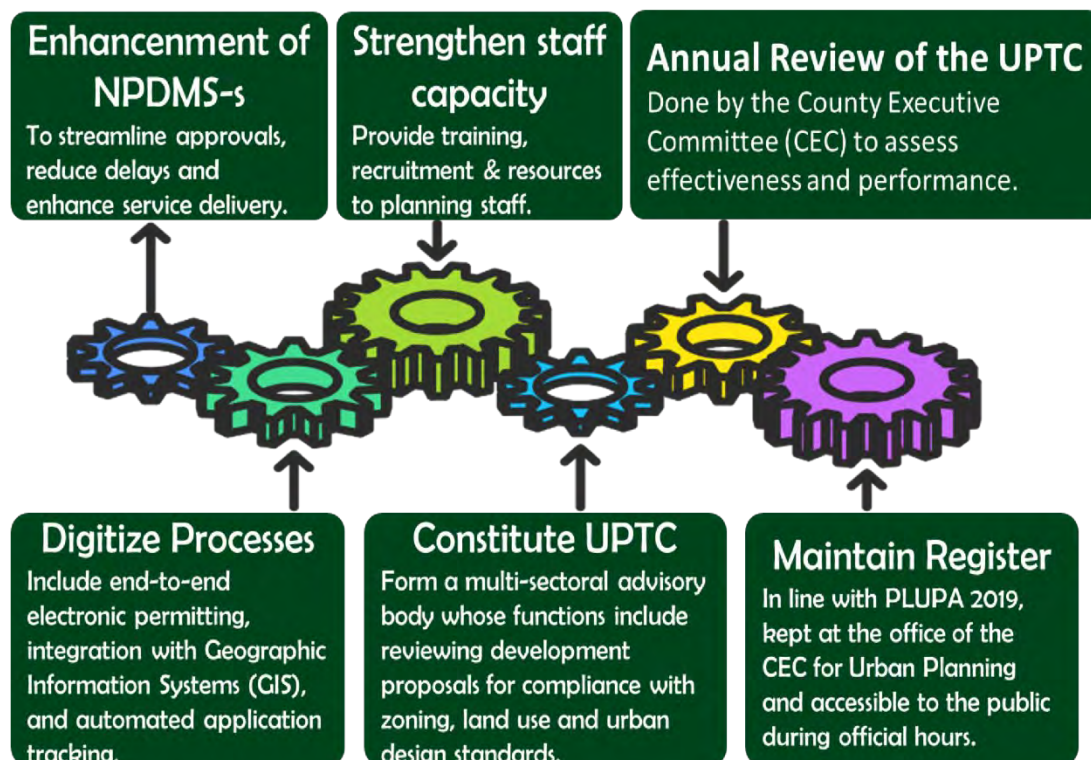 Enhancenment of
NPDMS-s
To streamline approvals,
reduce delays and
enhance service delivery.
Strengthen staff
capacity
Provide training,
recruitment & resources
to planning staff.
Annual Review of the UPTC
Done by the County Executive
Committee (CEC) to assess
effectiveness and performance.
Digitize Processes
Include end-to-end
electronic permitting,
integration with Geographic
Information Systems (GIS),
and automated application
tracking.
Constitute UPTC
Form a multi-sectoral advisory
body whose functions include
reviewing development
proposals for compliance with
zoning, land use and urban
design standards.
Maintain Register
In line with PLUPA 2019,
kept at the office of the
CEC for Urban Planning
and accessible to the public
during official hours.